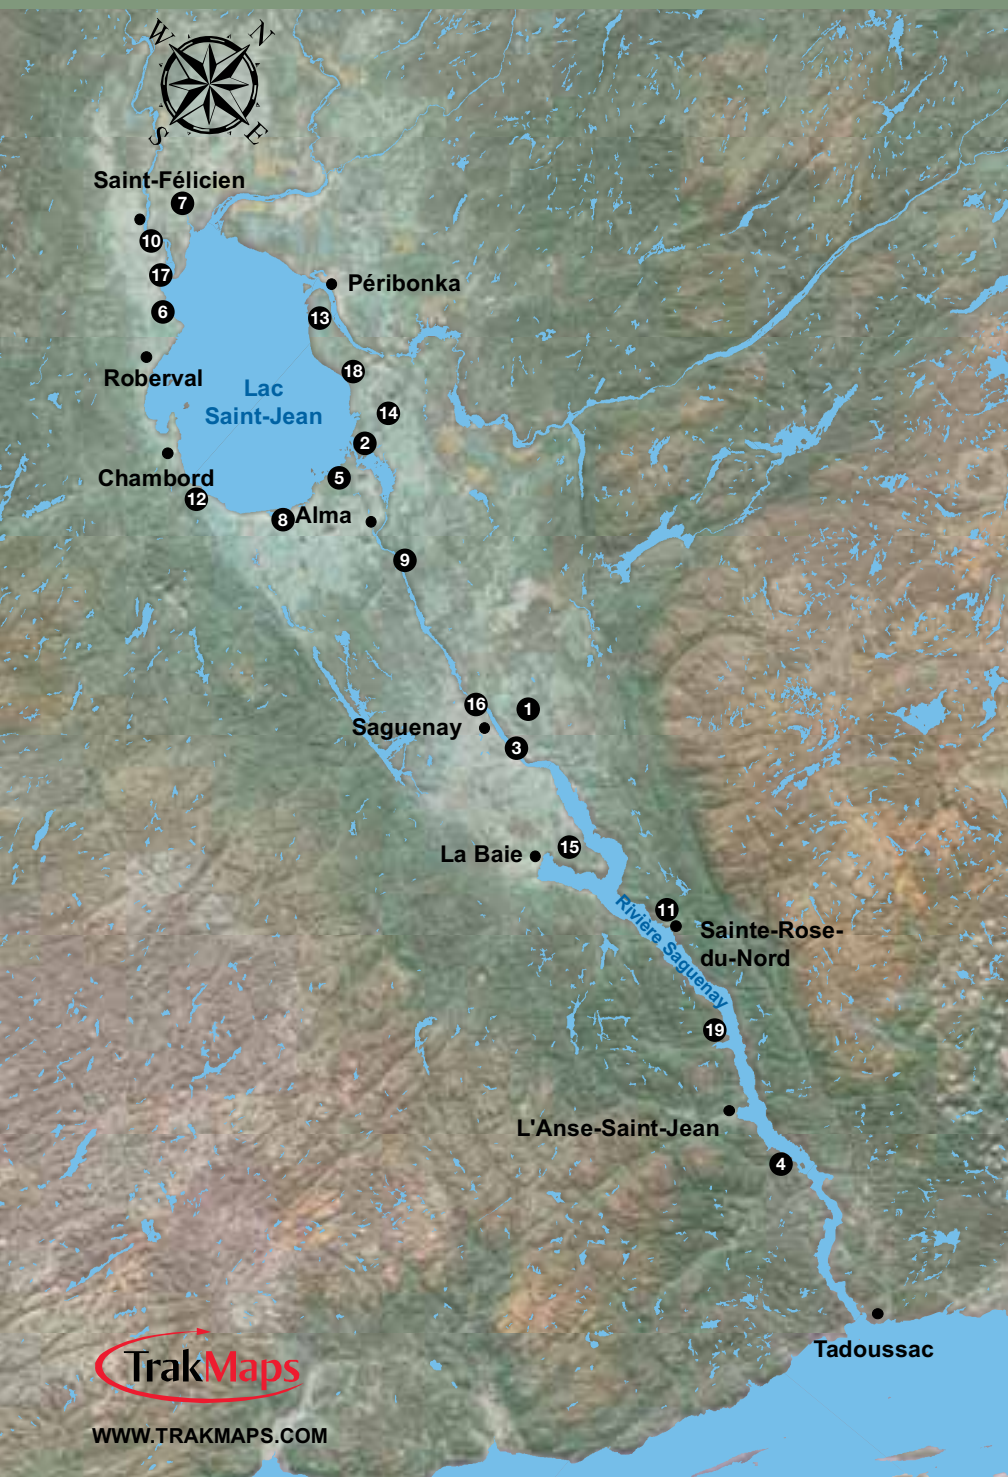 W
N
S
E
Saint-Félicien
7
10
17
Péribonka
6
13
Roberval
18
Lac
Saint-Jean
14
2
Chambord
5
12
8
Alma
9
16
1
Saguenay
3
15
La Baie
11
Rivière Saguenay
Sainte-Rose-
du-Nord
19
L'Anse-Saint-Jean
4
Tadoussac
TrakMaps
WWW.TRAKMAPS.COM